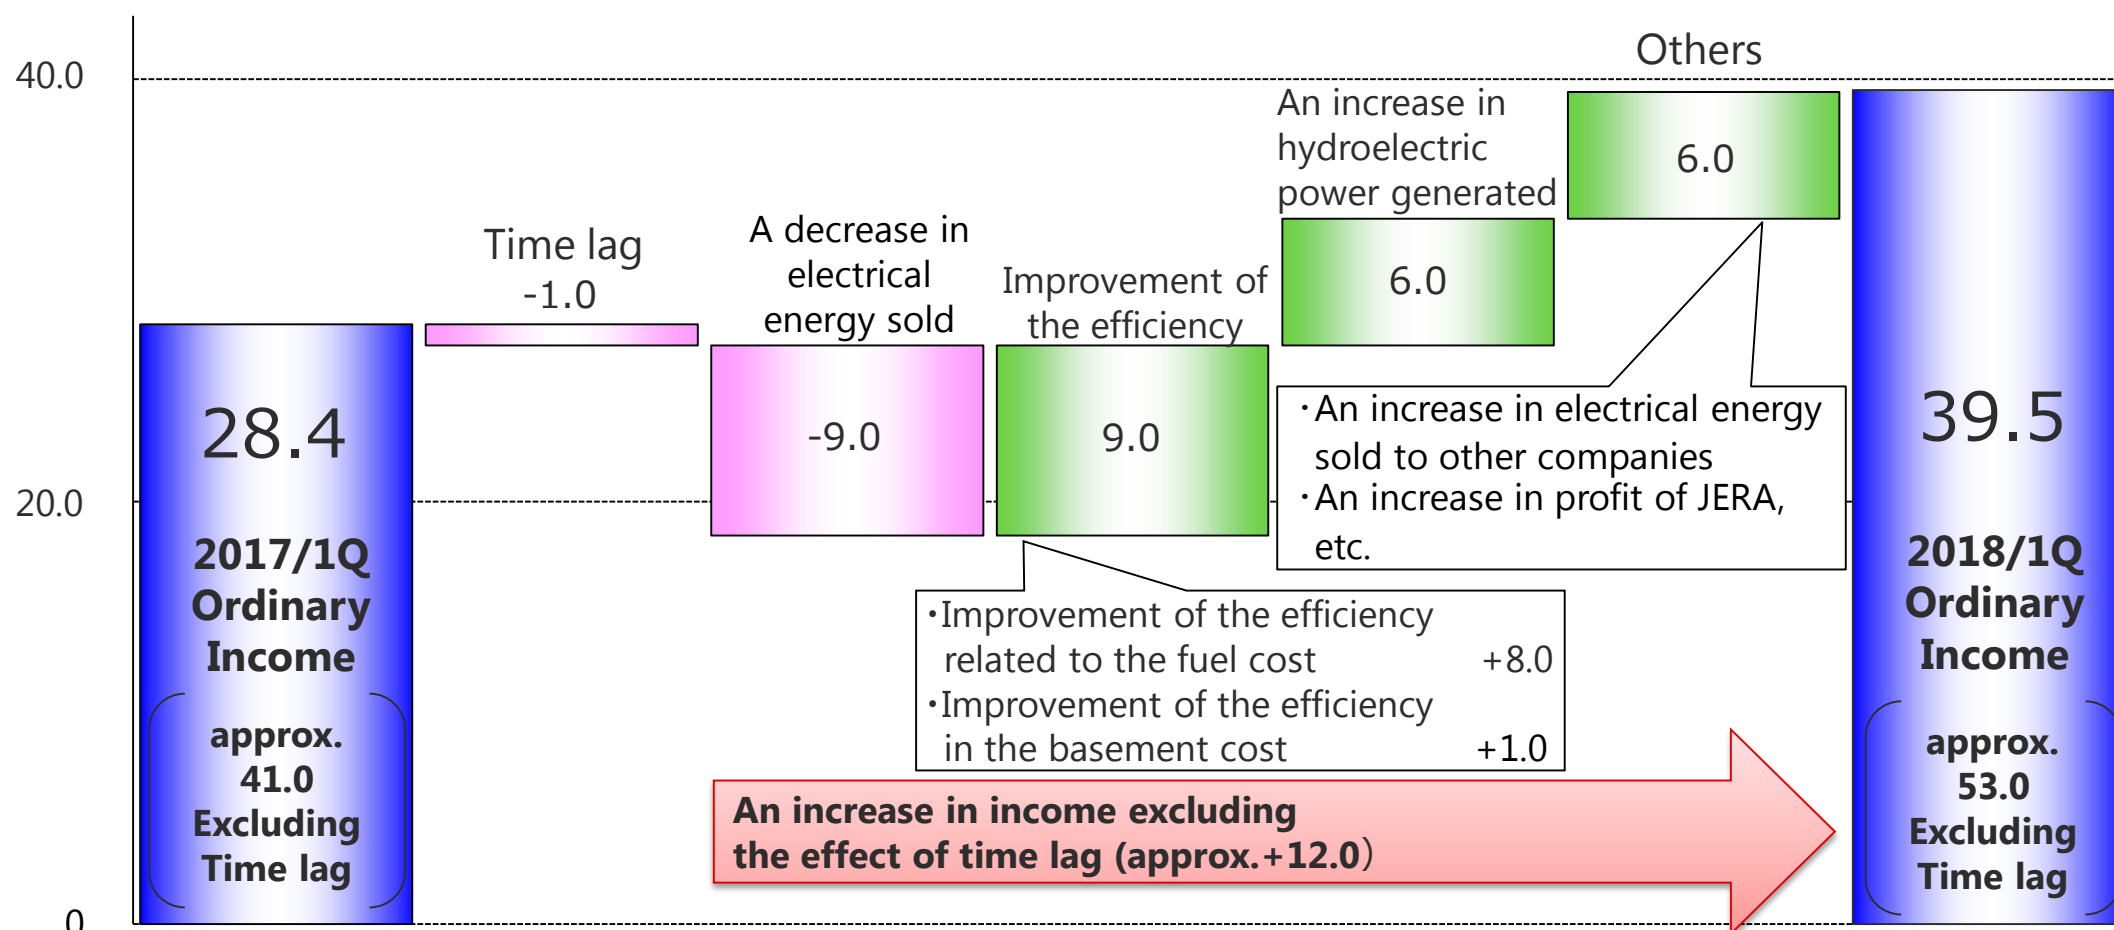 40.0
20.0
0
28.4
2017/1Q
Ordinary
Income
approx.
41.0
Excluding
Time lag
Time lag
-1.0
A decrease in
electrical
energy sold
-9.0
Improvement of
the efficiency
9.0
・Improvement of the efficiency
related to the fuel cost +8.0
・Improvement of the efficiency
in the basement cost +1.0
An increase in
hydroelectric
power generated
6.0
Others
6.0
・An increase in electrical energy
sold to other companies
・An increase in profit of JERA,
etc.
An increase in income excluding
the effect of time lag (approx.+12.0）
39.5
2018/1Q
Ordinary
Income
approx.
53.0
Excluding
Time lag